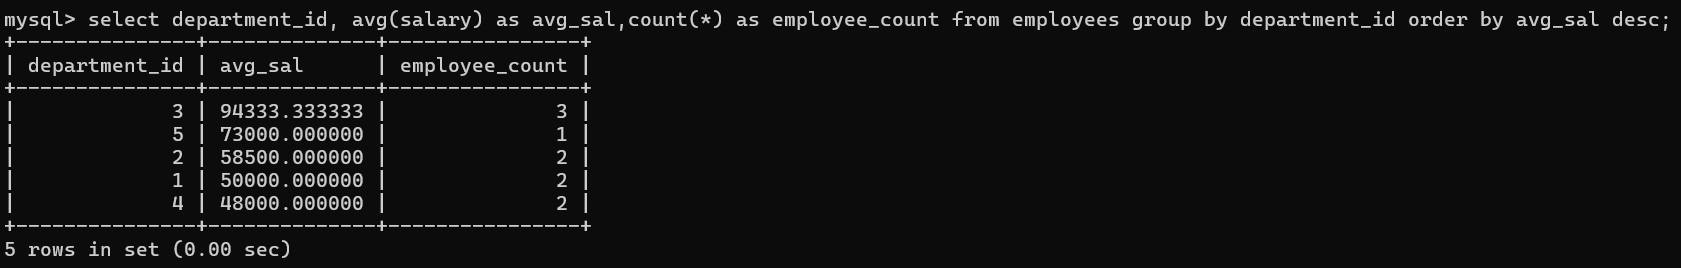 mysql> select department_id, avg(salary) as avg_sal,count(*) as employee_count from employees group by department_id order by avg_sal desc;
+---------------+--------------+----------------+
| department_id | avg_sal      | employee_count |
+---------------+--------------+----------------+
|             3 | 94333.333333 |              3 |
|             5 | 73000.000000 |              1 |
|             2 | 58500.000000 |              2 |
|             1 | 50000.000000 |              2 |
|             4 | 48000.000000 |              2 |
+---------------+--------------+----------------+
5 rows in set (0.00 sec)